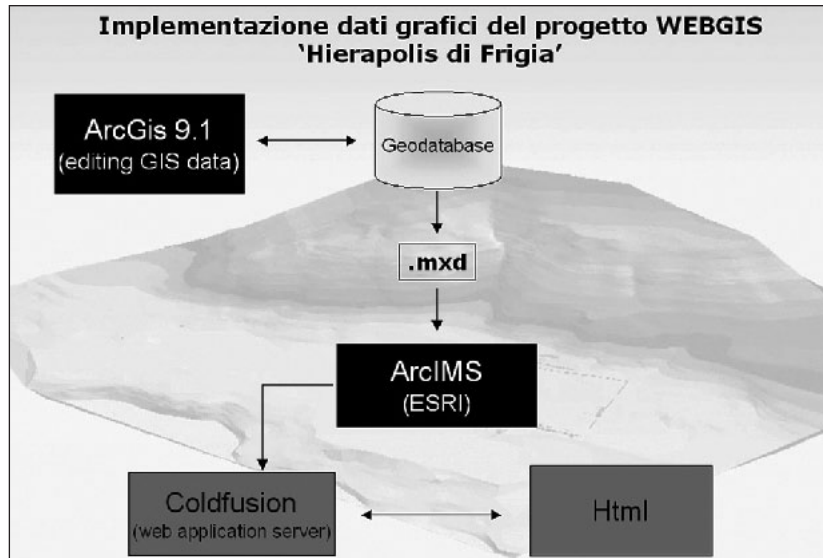 Implementazione dati grafici del progetto WEBGIS
‘Hierapolis di Frigia’
ArcGis 9.1
(editing GIS data)
Geodatabase
.mxd
ArcIMS
(ESRI)
Coldfusion
(web application server)
Html